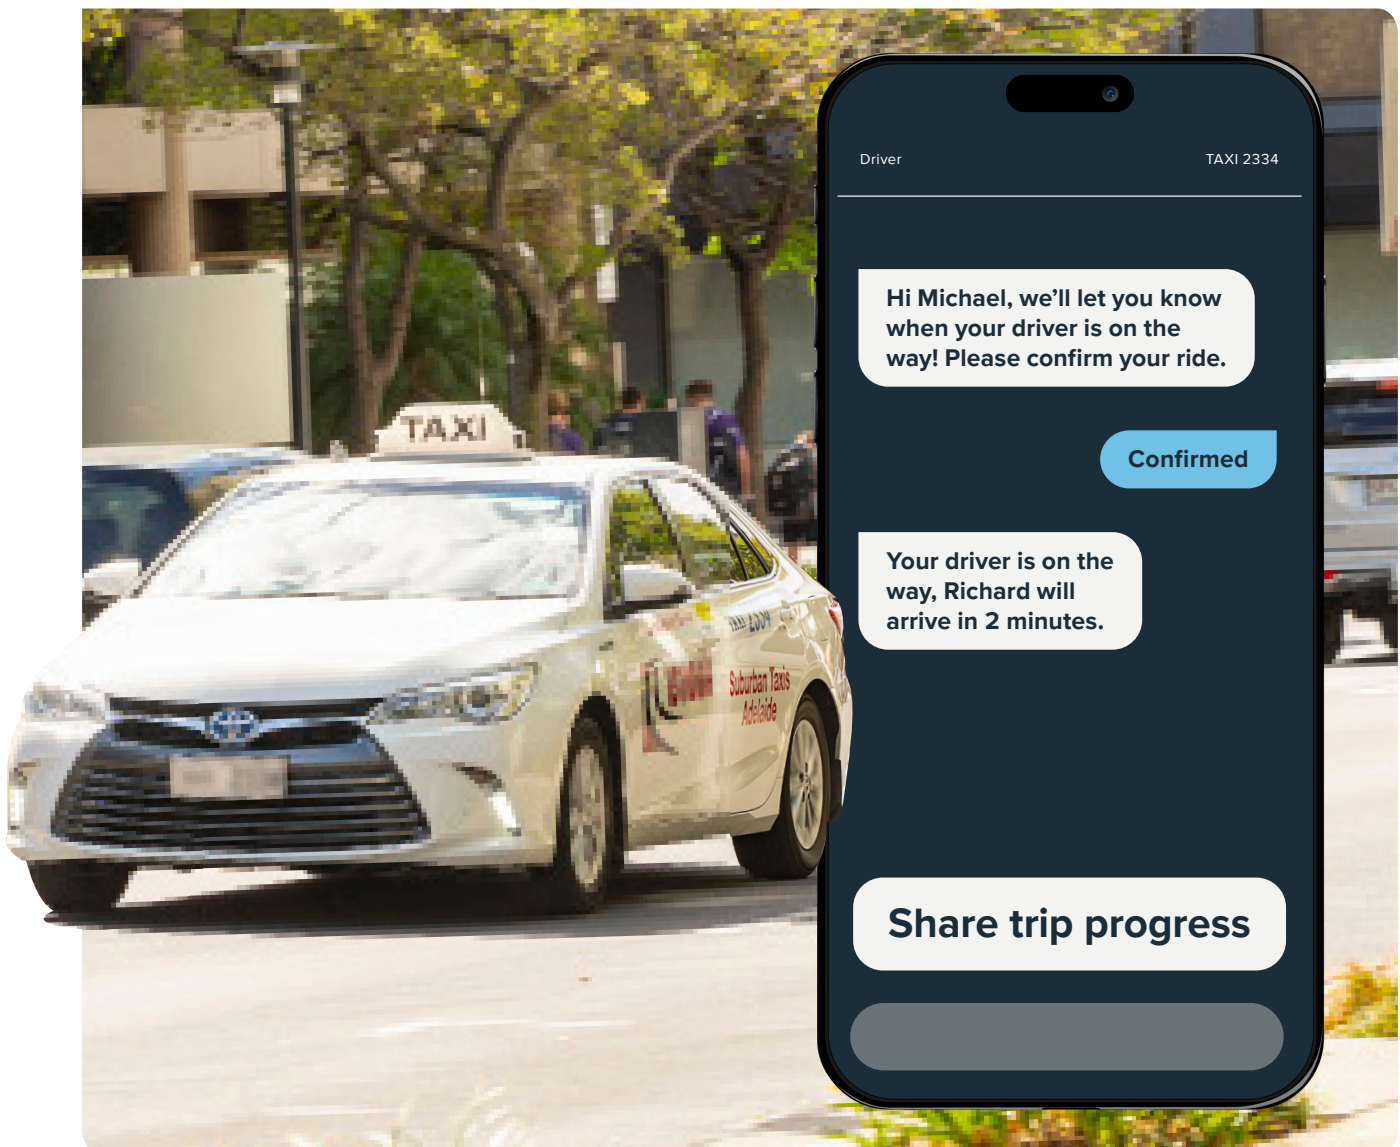 Driver
TAXI 2334
Hi Michael, we’ll let you know
when your driver is on the
way! Please confirm your ride.
Confirmed
Your driver is on the
way, Richard will
arrive in 2 minutes.
Share trip progress
TAXI
TAXI 2334
Suburban Taxis
Adelaide